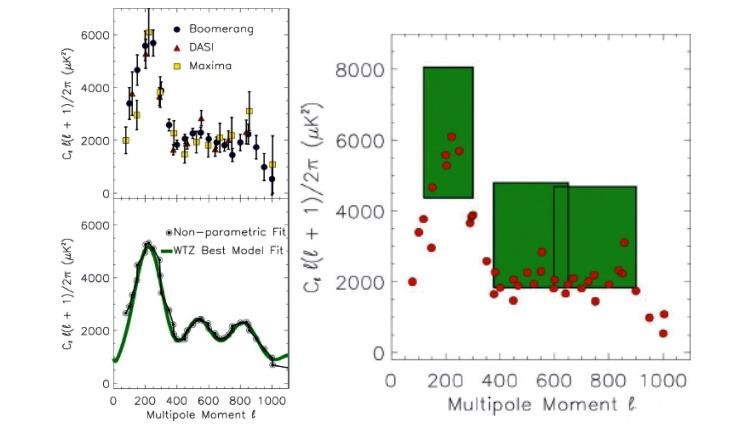 6000
4000
2000
0
Cℓ ℓ(ℓ + 1)/2π (μK²)
Boomerang
DASI
Maxima
6000
4000
2000
0
Cℓ ℓ(ℓ + 1)/2π (μK²)
Non-parametric Fit
WTZ Best Model Fit
0 200 400 600 800 1000
Multipole Moment ℓ
8000
6000
4000
2000
0
Cℓ ℓ(ℓ + 1)/2π (μK²)
0 200 400 600 800 1000
Multipole Moment ℓ